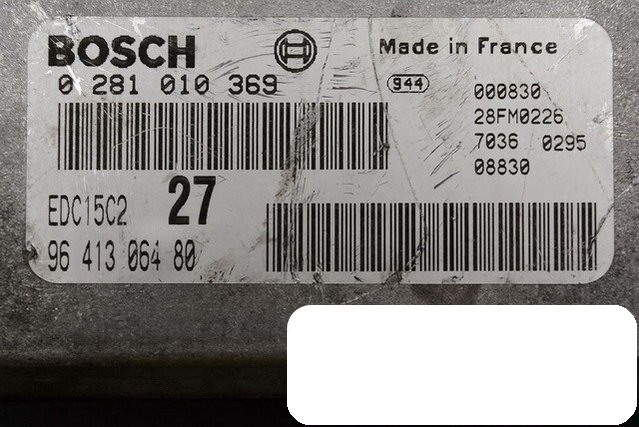 BOSCH
Made in France
0 281 010 369
944
000830
28FM0226
7036 0295
08830
EDC15C2
27
96 413 064 80